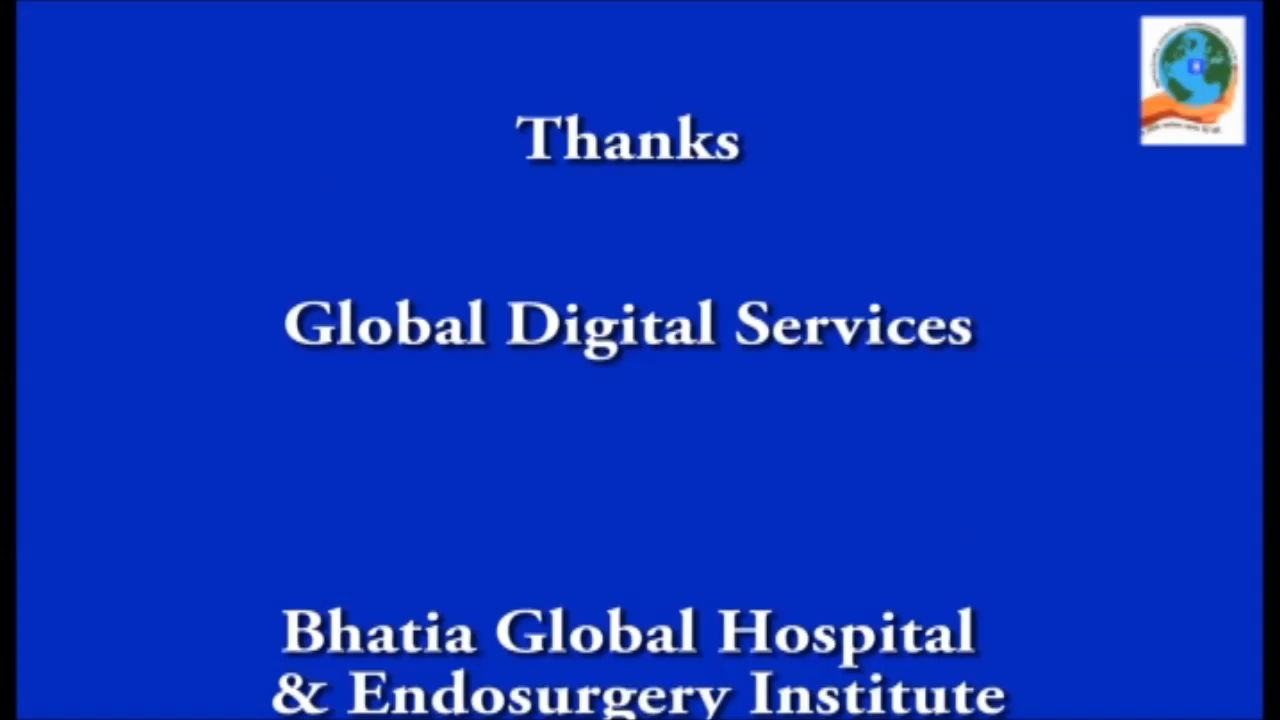 Thanks
Global Digital Services
Bhatia Global Hospital
& Endosurgery Institute